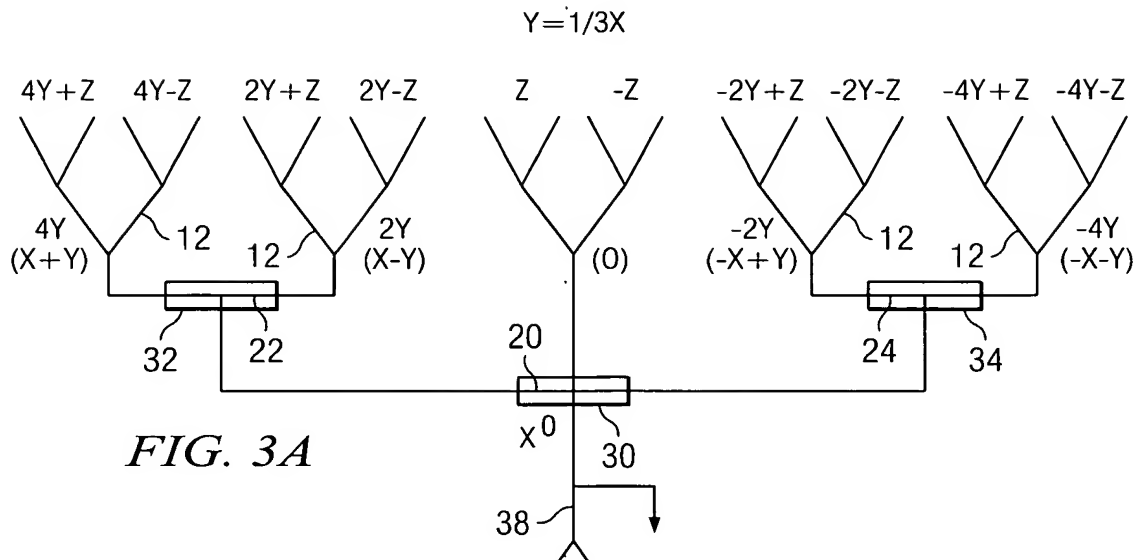 Y=1/3X
4Y+Z 4Y-Z 2Y+Z 2Y-Z Z -Z -2Y+Z -2Y-Z -4Y+Z -4Y-Z
4Y 12 12 2Y -2Y 12 12 -4Y
(X+Y) (X-Y) (0) (-X+Y) (-X-Y)
32 22 20 24 34
X0 30
FIG. 3A
38